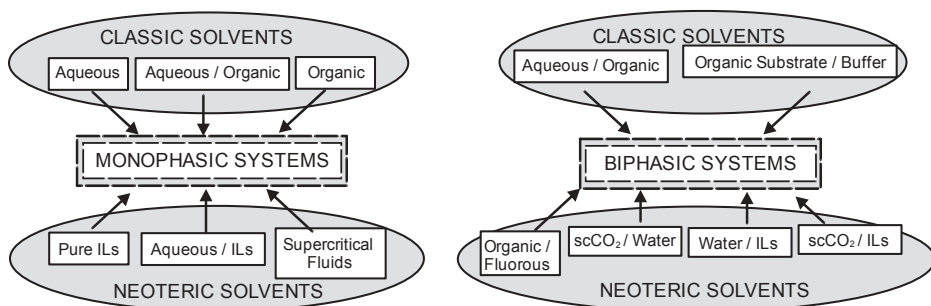 CLASSIC SOLVENTS
Aqueous
Aqueous / Organic
Organic
MONOPHASIC SYSTEMS
Pure ILs
Aqueous / ILs
Supercritical
Fluids
NEOTERIC SOLVENTS
CLASSIC SOLVENTS
Aqueous / Organic
Organic Substrate / Buffer
BIPHASIC SYSTEMS
Organic /
Fluorous
scCO₂ / Water
Water / ILs
scCO₂ / ILs
NEOTERIC SOLVENTS